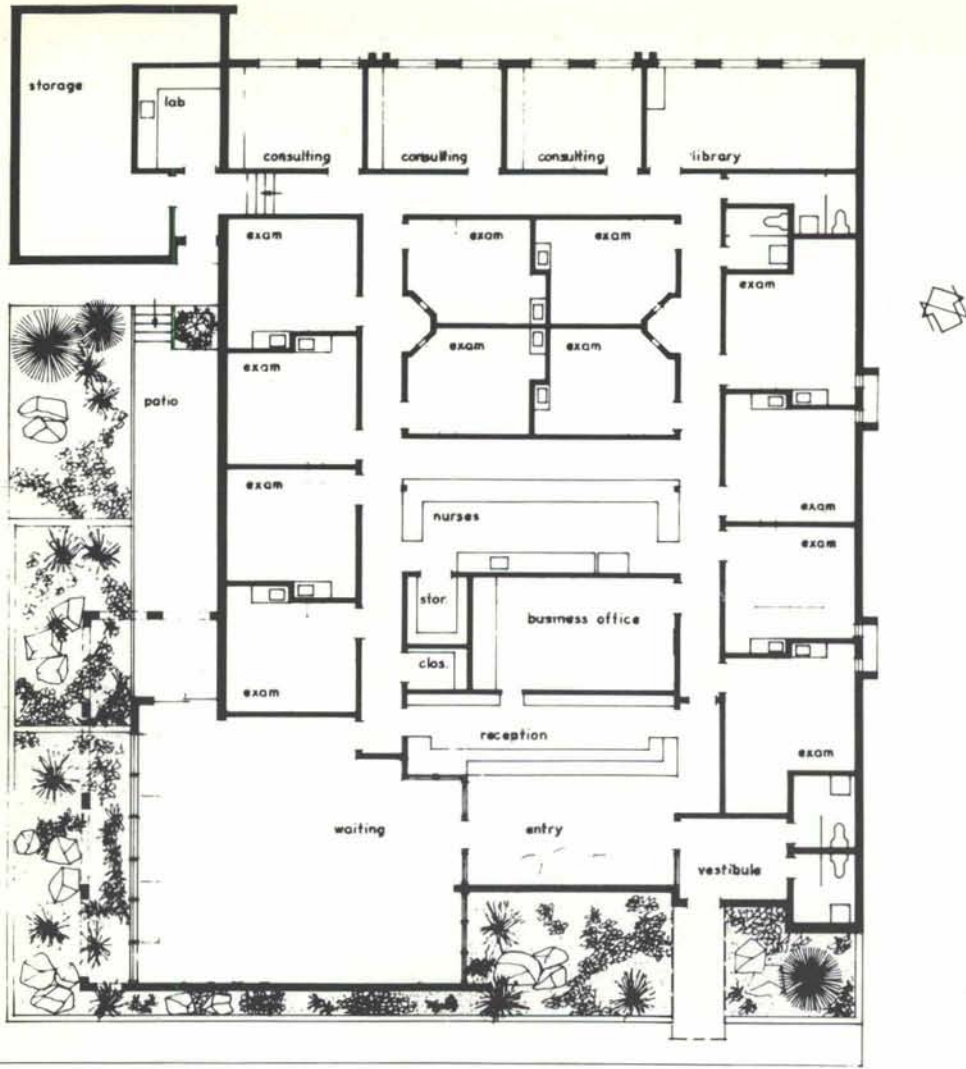 storage
lab
consulting
consulting
consulting
library
exam
exam
exam
exam
exam
exam
exam
exam
patio
exam
exam
exam
nurses
stor.
business office
clos.
exam
reception
exam
waiting
entry
vestibule